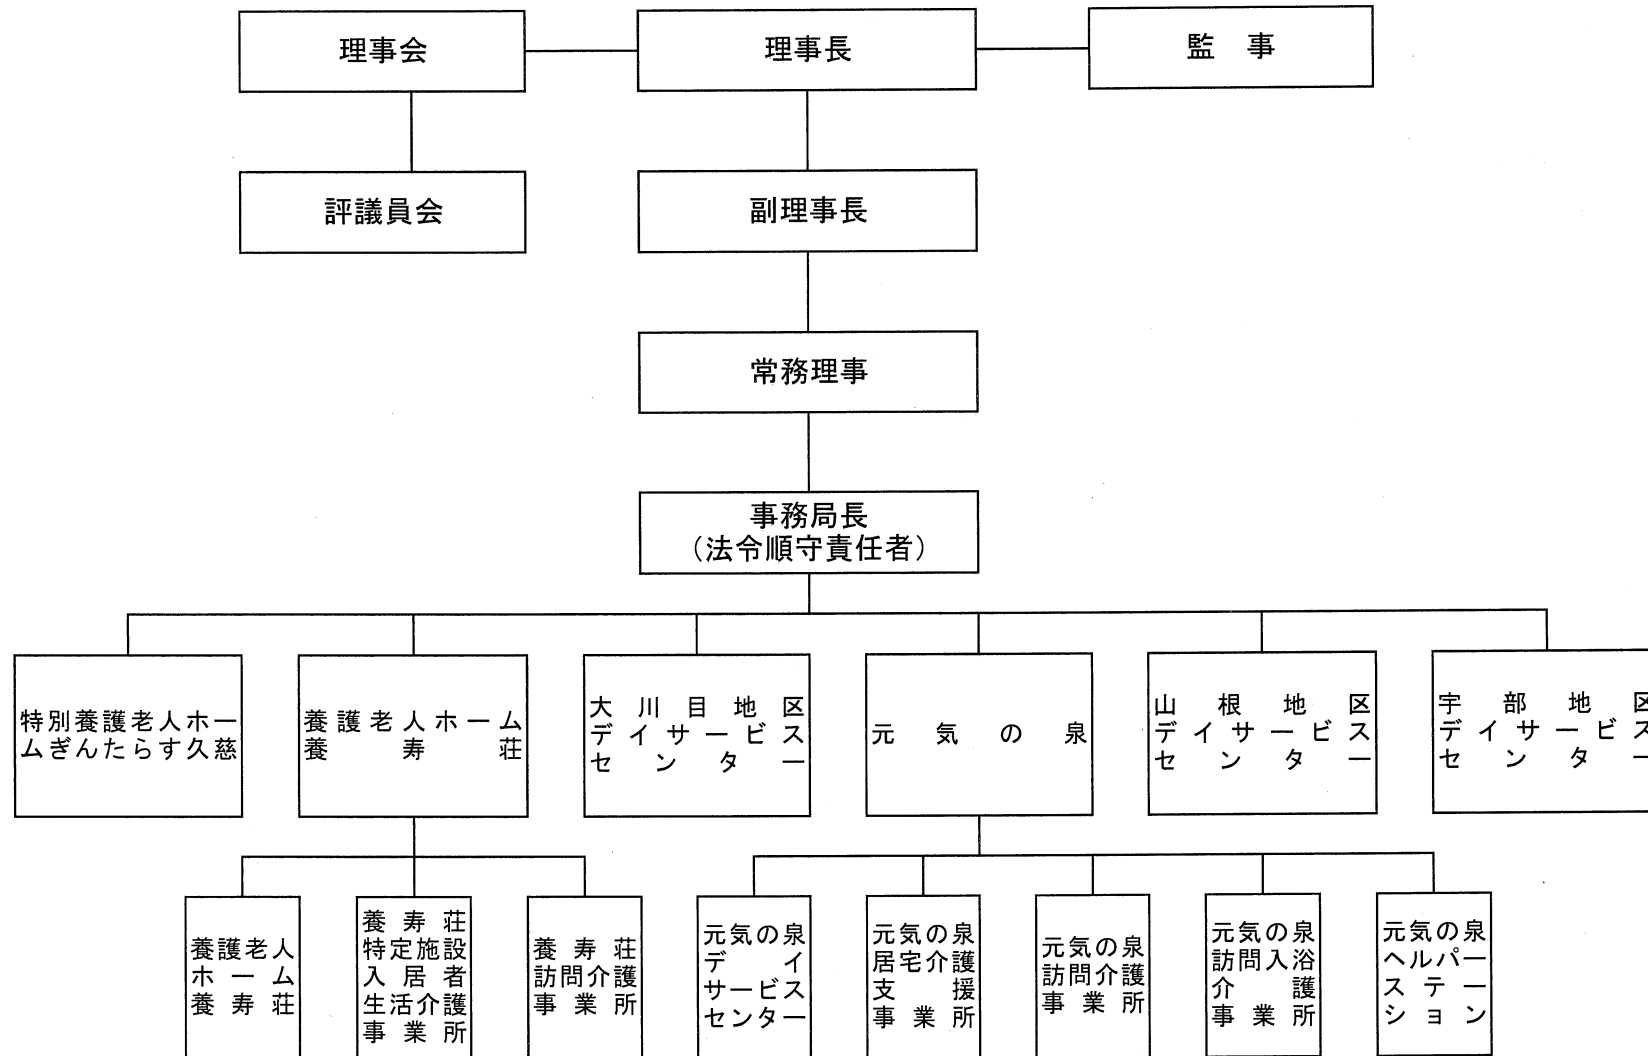 理事会
理事長
監 事
評議員会
副理事長
常務理事
事務局長
（法令順守責任者）
特別養護老人ホー
ムぎんたらす久慈
養護老人ホーム
養寿荘
大川目地区
デイサービス
センター
元気の泉
山根地区
デイサービス
センター
宇部地区
デイサービス
センター
養護老人
ホーム
養寿荘
養寿荘
特定施設
入居者
生活介護
事業所
養寿荘
訪問介護
事業所
元気の泉
デイ
サービス
センター
元気の泉
居宅介護
支援
事業所
元気の泉
訪問介護
事業所
元気の泉
訪問入浴
介護
事業所
元気の泉
ヘルパー
ステー
ション